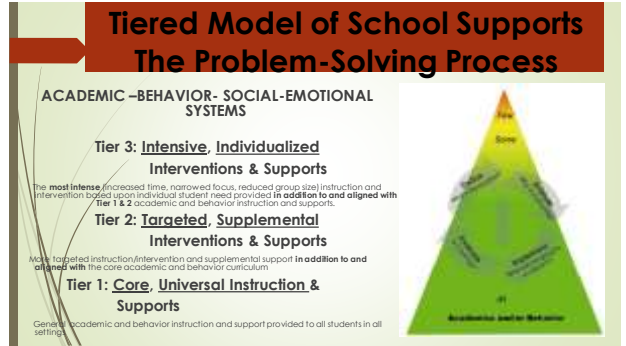 Tiered Model of School Supports
The Problem-Solving Process
ACADEMIC –BEHAVIOR- SOCIAL-EMOTIONAL
SYSTEMS
Tier 3: Intensive, Individualized
Interventions & Supports
The most intense (increased time, narrowed focus, reduced group size) instruction and
intervention based upon individual student need provided in addition to and aligned with
Tier 1 & 2 academic and behavior instruction and supports.
Tier 2: Targeted, Supplemental
Interventions & Supports
More targeted instruction/intervention and supplemental support in addition to and
aligned with the core academic and behavior curriculum
Tier 1: Core, Universal Instruction &
Supports
General academic and behavior instruction and support provided to all students in all
settings
Few
Some
All
Academics and/or Behavior